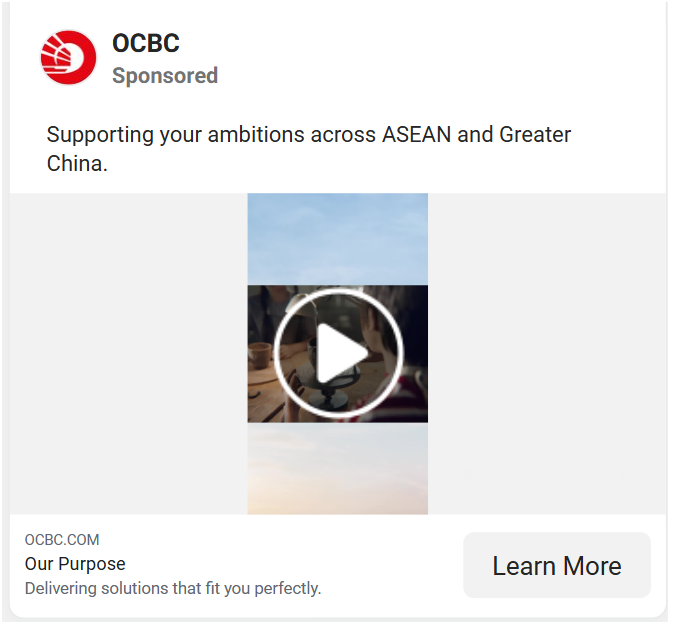 OCBC
Sponsored
Supporting your ambitions across ASEAN and Greater
China.
OCBC.COM
Our Purpose
Delivering solutions that fit you perfectly.
Learn More